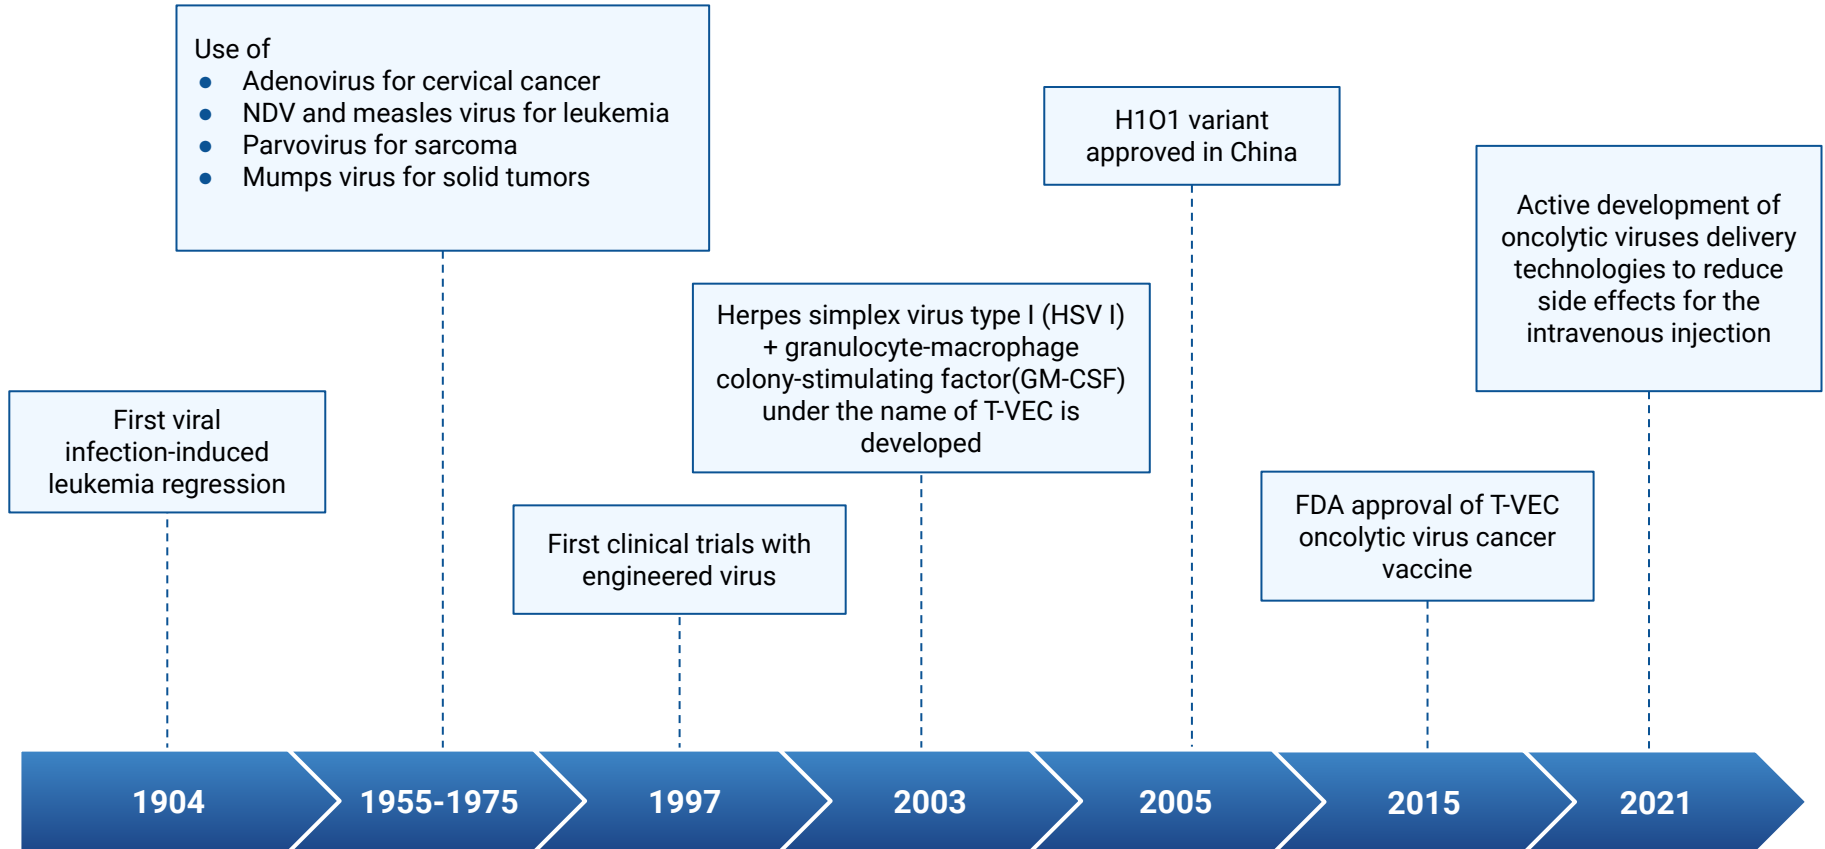 Use of
● Adenovirus for cervical cancer
● NDV and measles virus for leukemia
● Parvovirus for sarcoma
● Mumps virus for solid tumors
H1O1 variant
approved in China
Active development of
oncolytic viruses delivery
technologies to reduce
side effects for the
intravenous injection
Herpes simplex virus type I (HSV I)
+ granulocyte-macrophage
colony-stimulating factor(GM-CSF)
under the name of T-VEC is
developed
First viral
infection-induced
leukemia regression
First clinical trials with
engineered virus
FDA approval of T-VEC
oncolytic virus cancer
vaccine
1904
1955-1975
1997
2003
2005
2015
2021